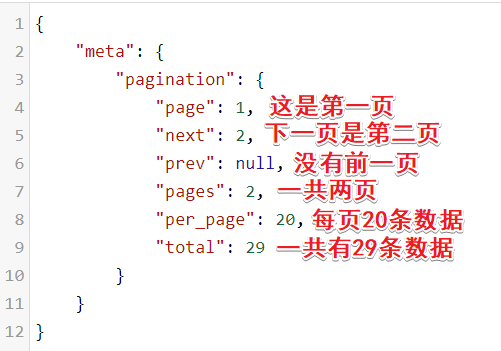 1 {
2 "meta": {
3 "pagination": {
4 "page": 1, 这是第一页
5 "next": 2, 下一页是第二页
6 "prev": null, 没有前一页
7 "pages": 2, 一共两页
8 "per_page": 20, 每页20条数据
9 "total": 29 一共有29条数据
10 }
11 }
12 }